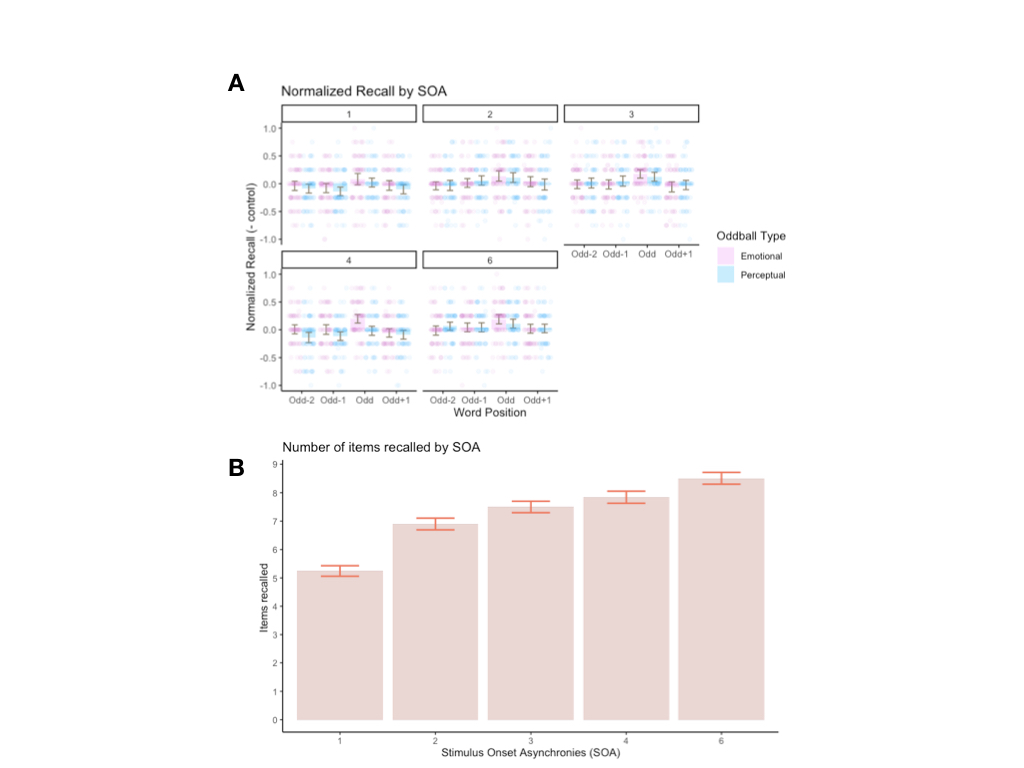 A
Normalized Recall by SOA
1
2
3
1.0
0.5
0.0
-0.5
-1.0
Odd-2 Odd-1 Odd Odd+1
4
6
1.0
0.5
0.0
-0.5
-1.0
Odd-2 Odd-1 Odd Odd+1
Odd-2 Odd-1 Odd Odd+1
Normalized Recall (- control)
Word Position
Oddball Type
Emotional
Perceptual
B
Number of items recalled by SOA
9
8
7
6
5
4
3
2
1
0
Items recalled
1 2 3 4 6
Stimulus Onset Asynchronies (SOA)